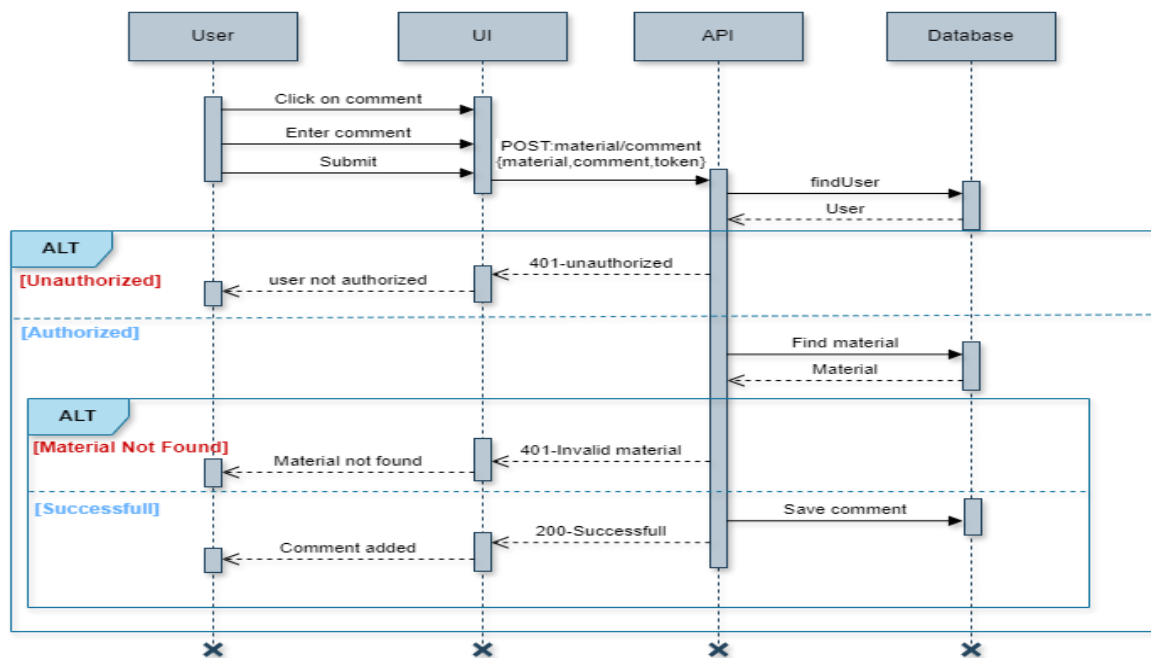 User
UI
API
Database
Click on comment
Enter comment
Submit
POST:material/comment
{material,comment,token}
findUser
User
ALT
[Unauthorized]
401-unauthorized
user not authorized
[Authorized]
Find material
Material
ALT
[Material Not Found]
401-Invalid material
Material not found
[Successfull]
Save comment
200-Successfull
Comment added